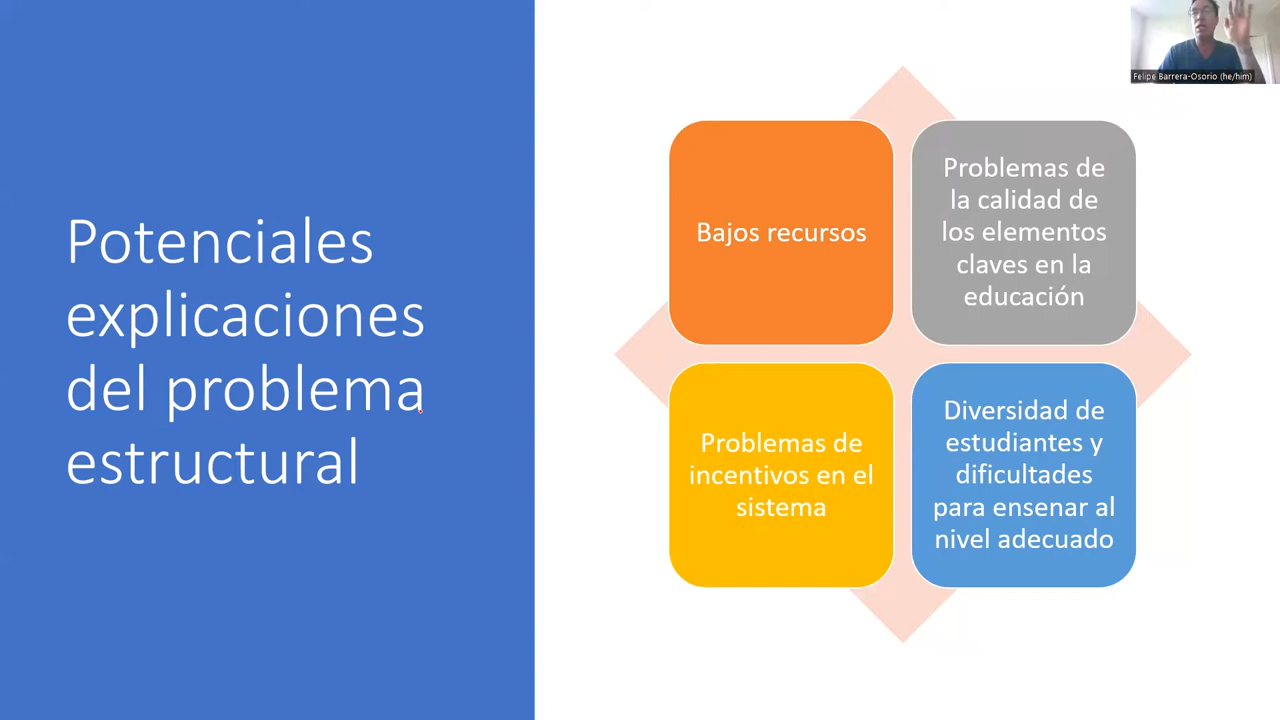 Potenciales
explicaciones
del problema
estructural
Bajos recursos
Problemas de
la calidad de
los elementos
claves en la
educación
Problemas de
incentivos en el
sistema
Diversidad de
estudiantes y
dificultades
para ensenar al
nivel adecuado
Felipe Barrera-Osorio (he/him)